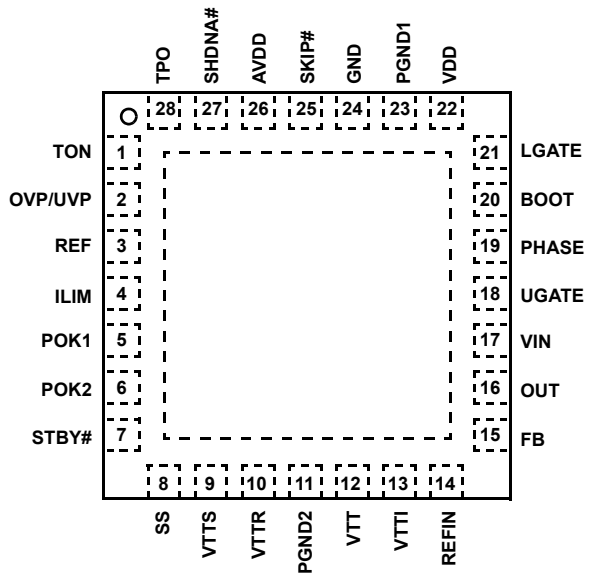 TPO
SHDNA#
AVDD
SKIP#
GND
PGND1
VDD
28 27 26 25 24 23 22
TON 1
OVP/UVP 2
REF 3
ILIM 4
POK1 5
POK2 6
STBY# 7
21 LGATE
20 BOOT
19 PHASE
18 UGATE
17 VIN
16 OUT
15 FB
8 9 10 11 12 13 14
SS
VTTS
VTTR
PGND2
VTT
VTTI
REFIN